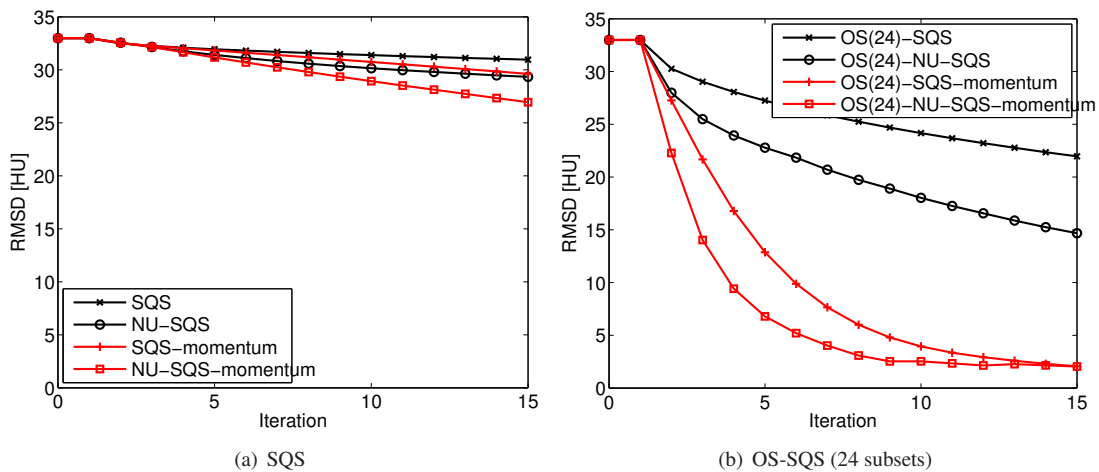 35
30
25
20
15
10
5
0
RMSD [HU]
SQS
NU−SQS
SQS−momentum
NU−SQS−momentum
0 5 10 15
Iteration
(a) SQS
35
30
25
20
15
10
5
0
RMSD [HU]
OS(24)−SQS
OS(24)−NU−SQS
OS(24)−SQS−momentum
OS(24)−NU−SQS−momentum
0 5 10 15
Iteration
(b) OS-SQS (24 subsets)